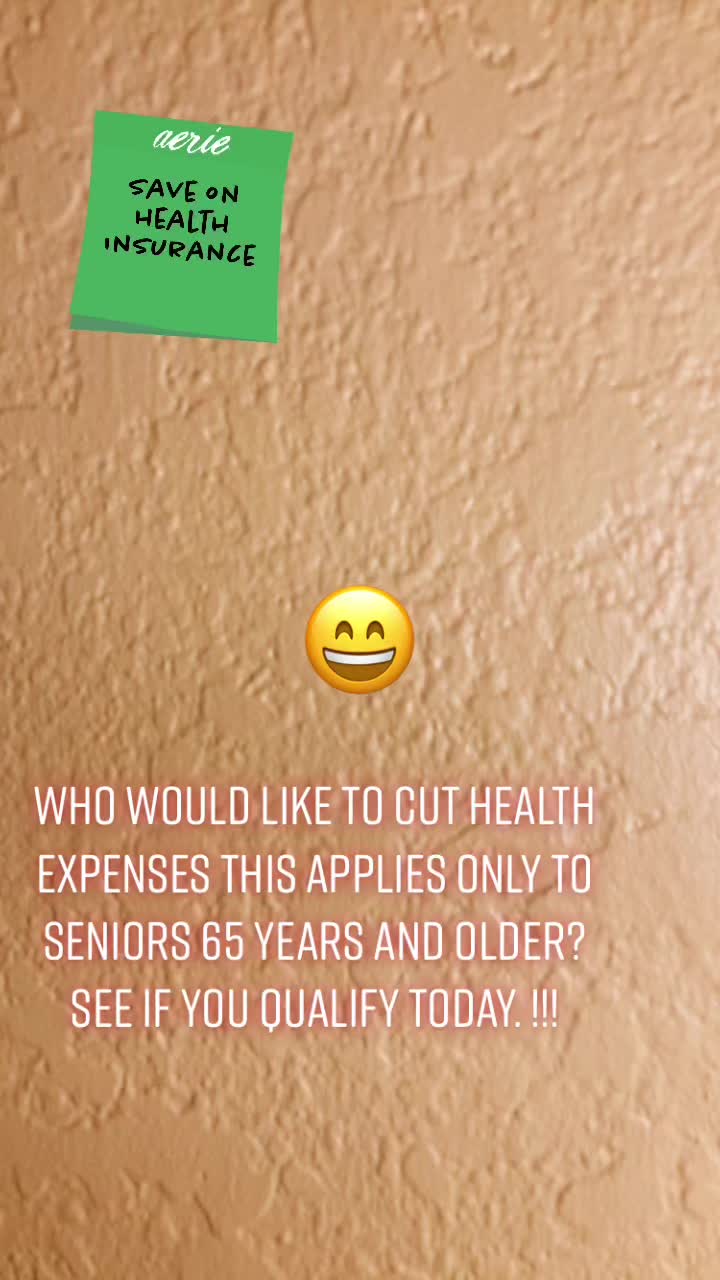 aerie
SAVE ON
HEALTH
INSURANCE
WHO WOULD LIKE TO CUT HEALTH
EXPENSES THIS APPLIES ONLY TO
SENIORS 65 YEARS AND OLDER?
SEE IF YOU QUALIFY TODAY. !!!